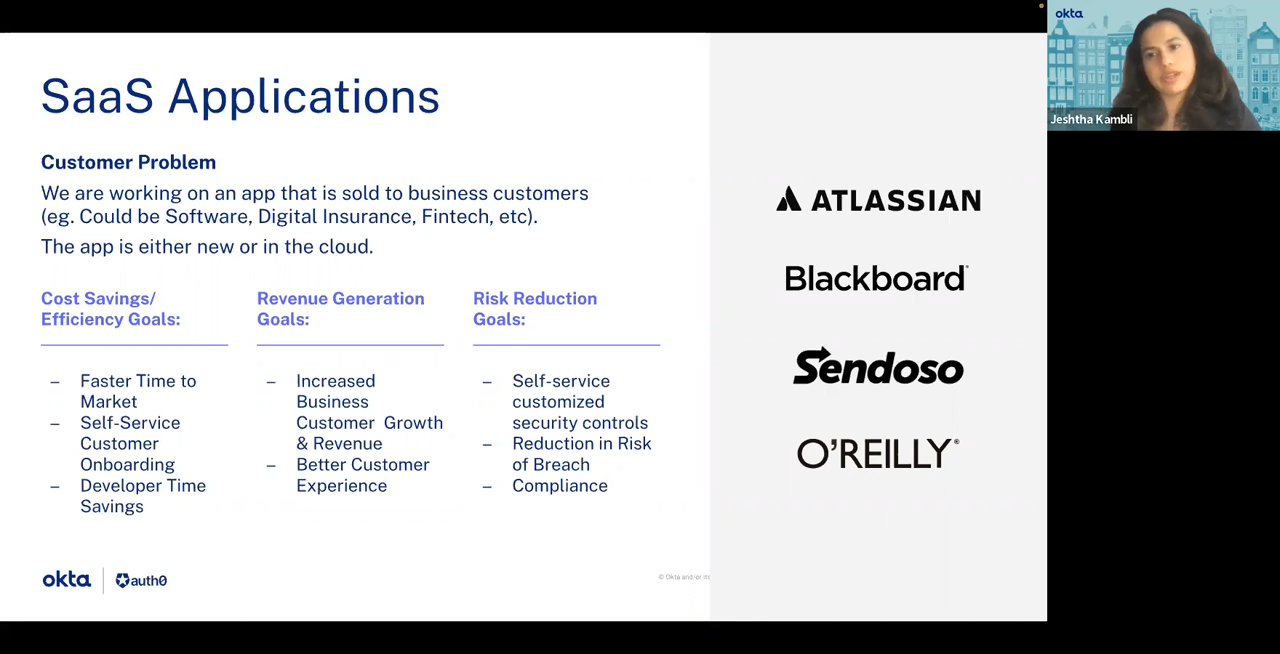 SaaS Applications
Customer Problem
We are working on an app that is sold to business customers
(eg. Could be Software, Digital Insurance, Fintech, etc).
The app is either new or in the cloud.
Cost Savings/
Efficiency Goals:
– Faster Time to
Market
– Self-Service
Customer
Onboarding
– Developer Time
Savings
Revenue Generation
Goals:
– Increased
Business
Customer Growth
& Revenue
– Better Customer
Experience
Risk Reduction
Goals:
– Self-service
customized
security controls
– Reduction in Risk
of Breach
– Compliance
okta
auth0
© Okta and/or
ATLASSIAN
Blackboard
Sendoso
O'REILLY®
okta
Jeshtha Kambli